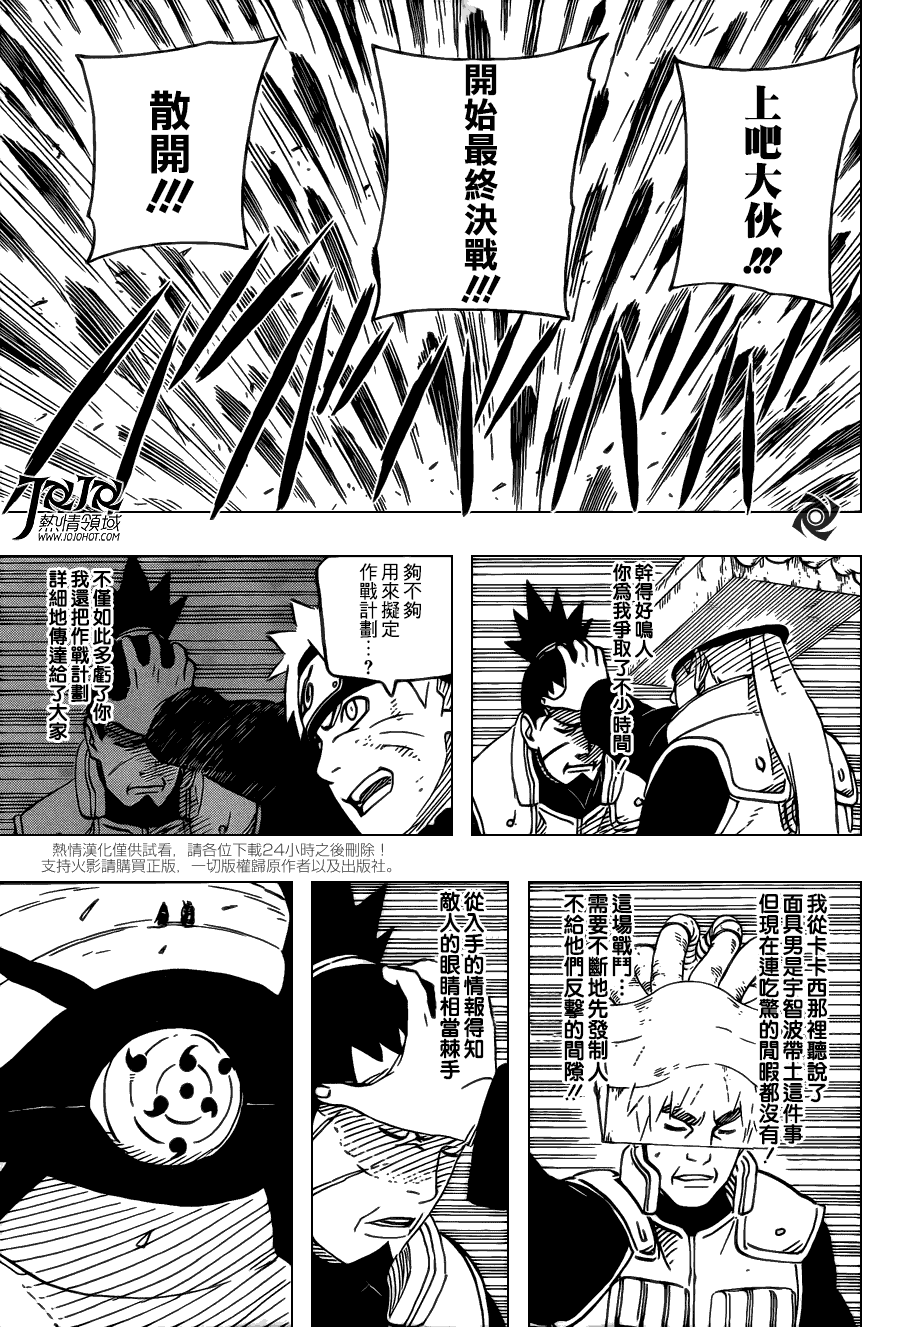 上吧大伙!!!
開始最終決戰!!!
散開!!!
JOJO
熱情領域
WWW.JOJOHOT.COM
幹得好鳴人
你為我爭取了不小時間!
夠不夠
用來擬定
作戰計劃…?
不僅如此多虧了你
我還把作戰計劃
詳細地傳達給了大家
熱情漢化僅供試看，請各位下載24小時之後刪除！
支持火影請購買正版，一切版權歸原作者以及出版社。
我從卡卡西那裡聽說了
面具男是宇智波帶土這件事
但現在連吃驚的閒暇都沒有!
這場戰鬥…
需要不斷地先發制人
不給他們反擊的間隙!!
從入手的情報得知
敵人的眼睛相當棘手